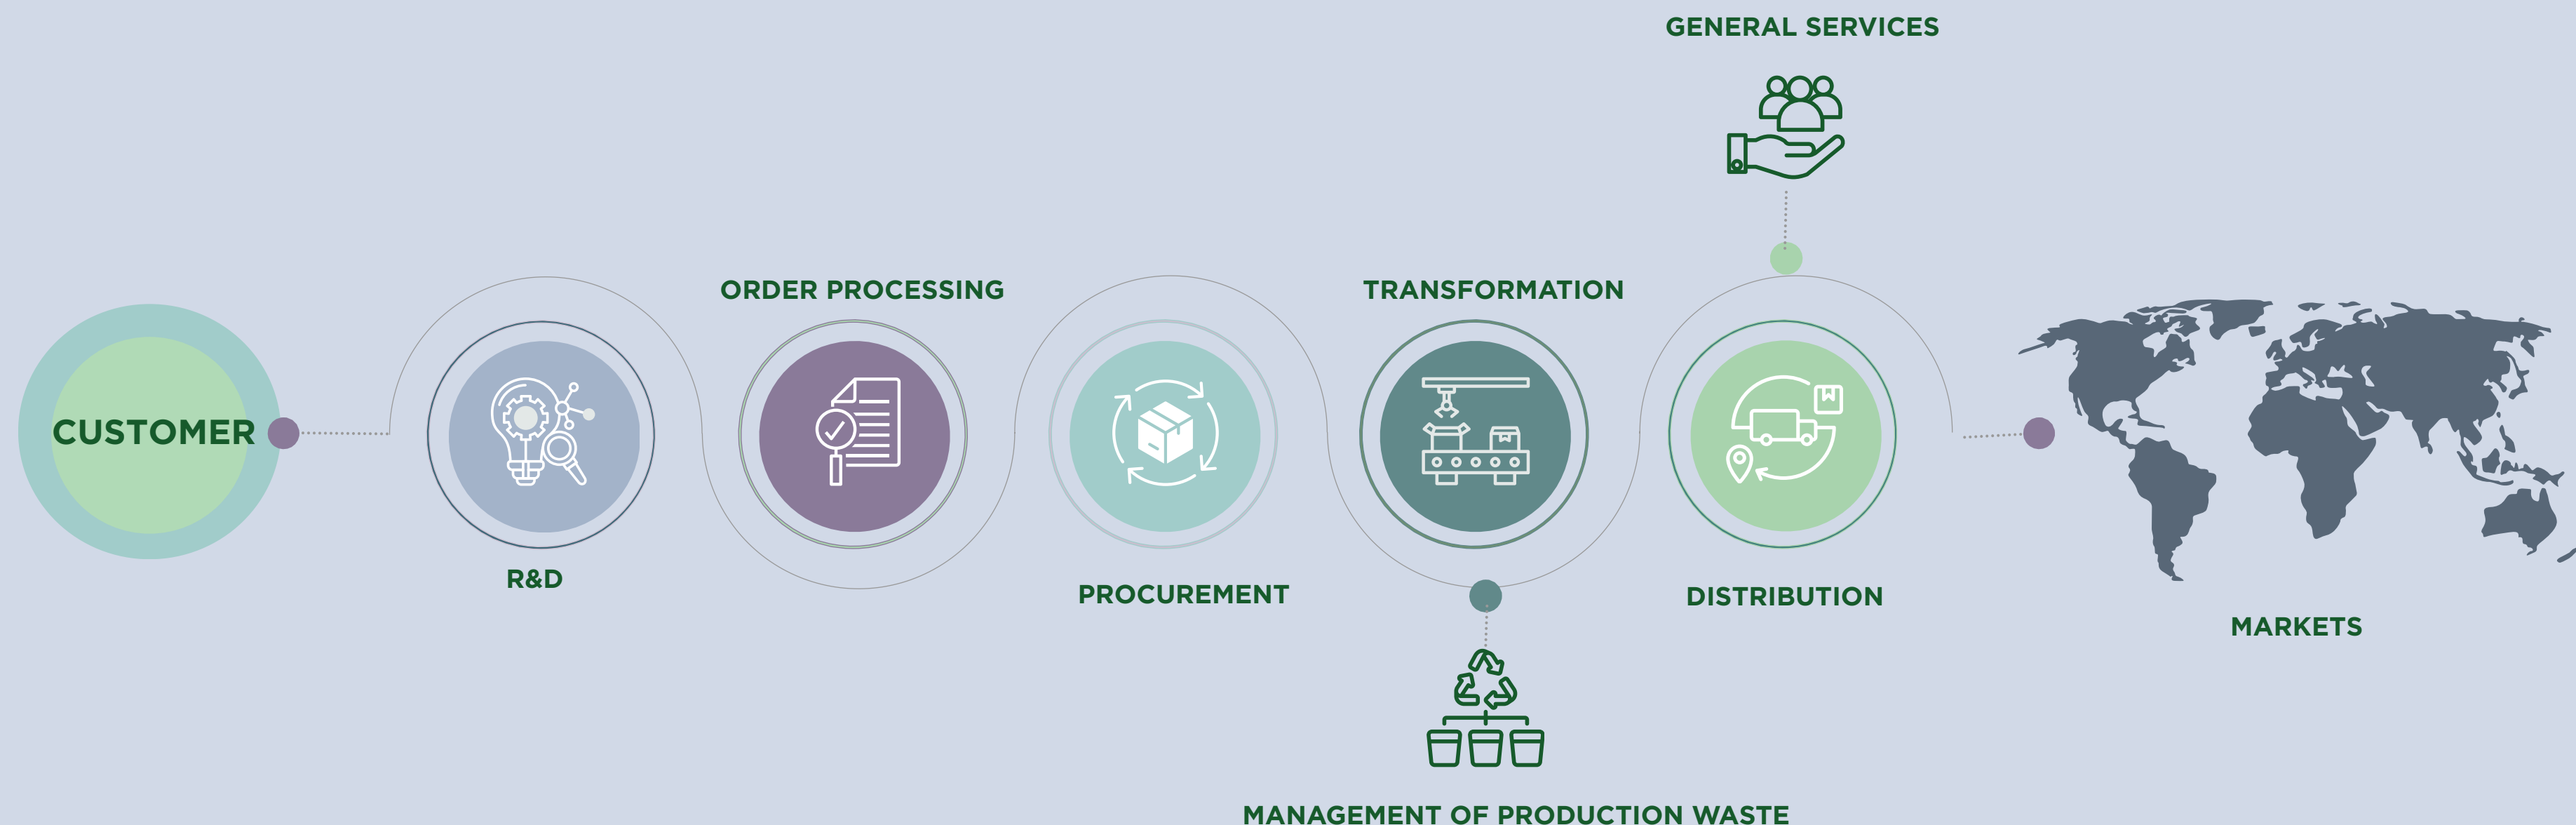 GENERAL SERVICES
ORDER PROCESSING
TRANSFORMATION
CUSTOMER
R&D
PROCUREMENT
DISTRIBUTION
MARKETS
MANAGEMENT OF PRODUCTION WASTE